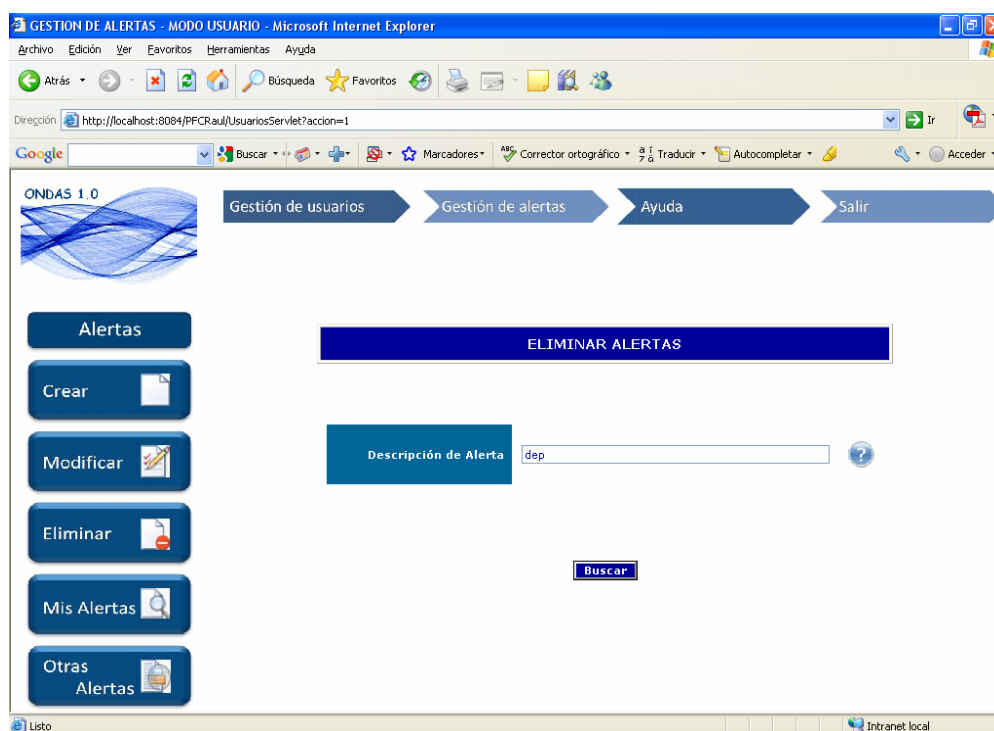 GESTION DE ALERTAS - MODO USUARIO - Microsoft Internet Explorer
Archivo Edición Ver Favoritos Herramientas Ayuda
Atrás Búsqueda Favoritos
Dirección http://localhost:8084/PFCRaul/UsuariosServlet?accion=1 Ir
Google Buscar Marcadores ABC Corrector ortográfico Traducir Autocompletar Acceder
ONDAS 1.0
Gestión de usuarios Gestión de alertas Ayuda Salir
Alertas
ELIMINAR ALERTAS
Crear
Descripción de Alerta dep ?
Modificar
Eliminar
Buscar
Mis Alertas
Otras
Alertas
Listo Intranet local